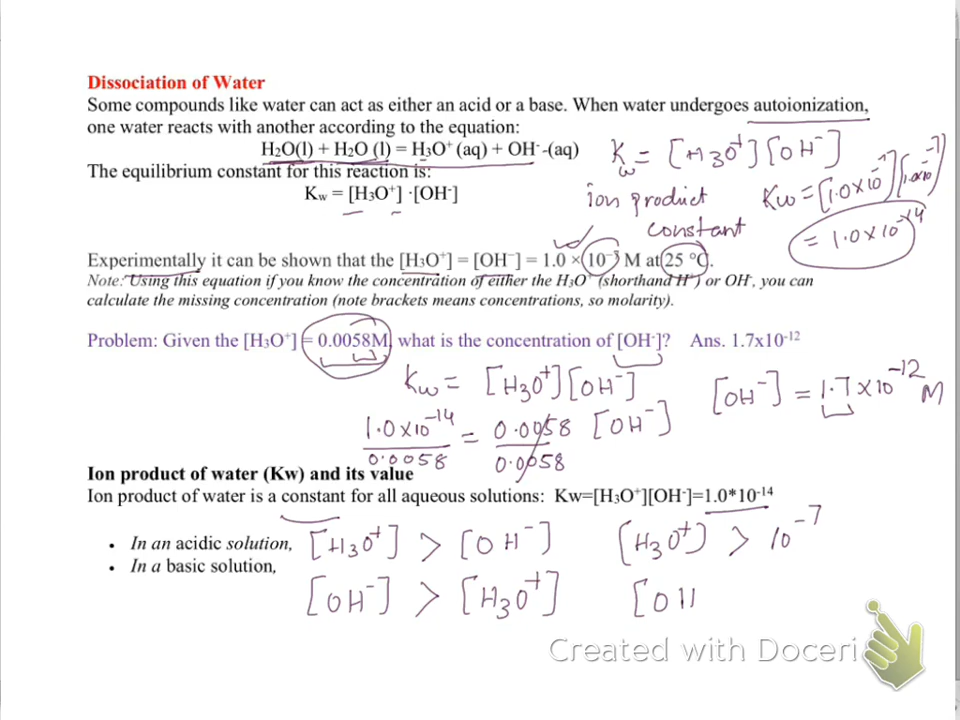 Dissociation of Water
Some compounds like water can act as either an acid or a base. When water undergoes autoionization,
one water reacts with another according to the equation:
H₂O(l) + H₂O (l) = H₃O⁺ (aq) + OH⁻ -(aq)
Kw = [H₃O⁺] [OH⁻]
The equilibrium constant for this reaction is:
Kw = [H₃O⁺] ·[OH⁻]
ion product
constant
Kw = [1.0 x 10⁻⁷] [1.0x10⁻⁷]
= 1.0 x 10⁻¹⁴
Experimentally it can be shown that the [H₃O⁺] = [OH⁻] = 1.0 × 10⁻⁷ M at 25 °C.
Note: Using this equation if you know the concentration of either the H₃O⁺ (shorthand H⁺) or OH⁻, you can
calculate the missing concentration (note brackets means concentrations, so molarity).
Problem: Given the [H₃O⁺] = 0.0058M, what is the concentration of [OH⁻]? Ans. 1.7x10⁻¹²
Kw = [H₃O⁺] [OH⁻]
[OH⁻] = 1.7 x 10⁻¹² M
1.0 x 10⁻¹⁴ = 0.0058 [OH⁻]
0.0058 0.0058
Ion product of water (Kw) and its value
Ion product of water is a constant for all aqueous solutions: Kw=[H₃O⁺][OH⁻]=1.0*10⁻¹⁴
• In an acidic solution, [H₃O⁺] > [OH⁻] [H₃O⁺] > 10⁻⁷
• In a basic solution, [OH⁻] > [H₃O⁺] [OH
Created with Doceri